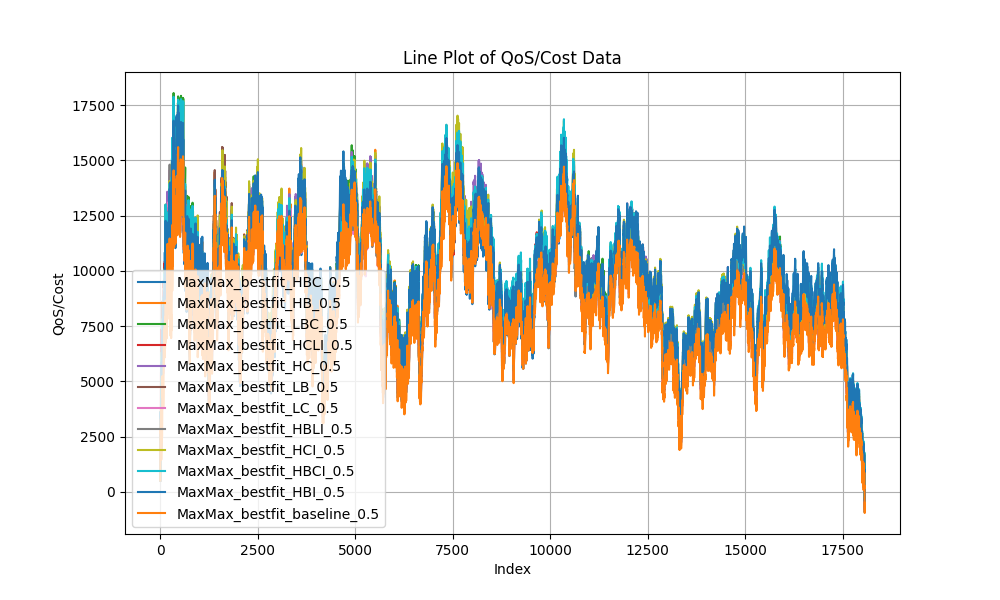 Line Plot of QoS/Cost Data
QoS/Cost
17500
15000
12500
10000
7500
5000
2500
0
MaxMax_bestfit_HBC_0.5
MaxMax_bestfit_HB_0.5
MaxMax_bestfit_LBC_0.5
MaxMax_bestfit_HCLI_0.5
MaxMax_bestfit_HC_0.5
MaxMax_bestfit_LB_0.5
MaxMax_bestfit_LC_0.5
MaxMax_bestfit_HBLI_0.5
MaxMax_bestfit_HCI_0.5
MaxMax_bestfit_HBCI_0.5
MaxMax_bestfit_HBI_0.5
MaxMax_bestfit_baseline_0.5
0 2500 5000 7500 10000 12500 15000 17500
Index